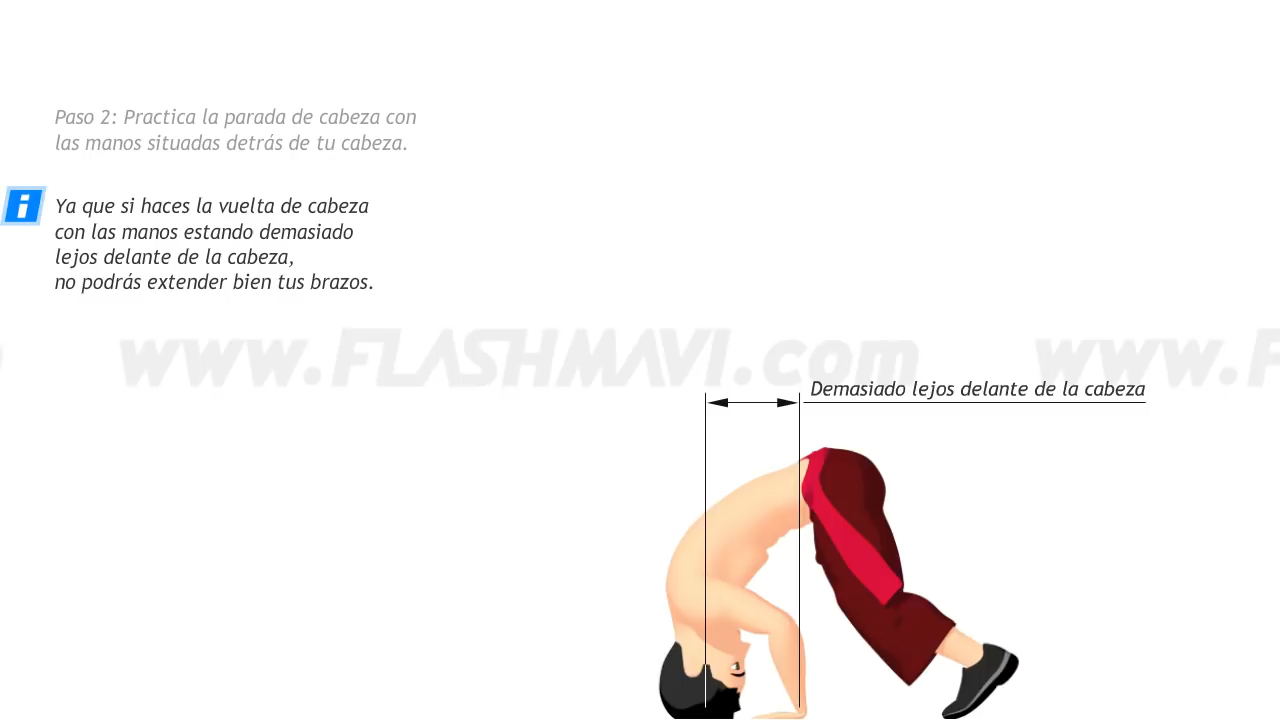 Paso 2: Practica la parada de cabeza con
las manos situadas detrás de tu cabeza.
i
Ya que si haces la vuelta de cabeza
con las manos estando demasiado
lejos delante de la cabeza,
no podrás extender bien tus brazos.
www.FLASHMAVI.com www.F
Demasiado lejos delante de la cabeza